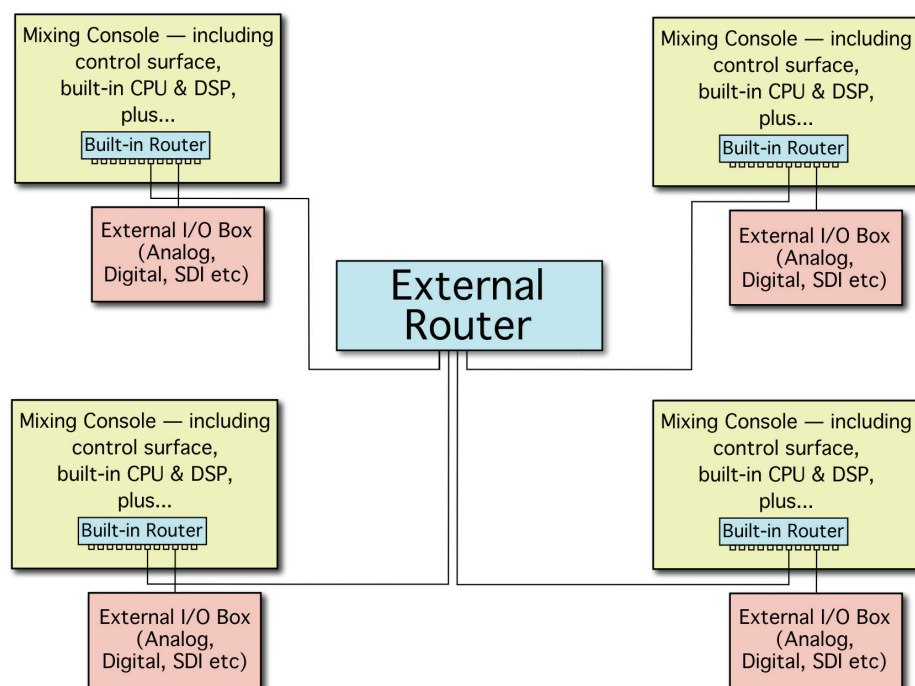 Mixing Console — including
control surface,
built-in CPU & DSP,
plus...
Built-in Router
External I/O Box
(Analog,
Digital, SDI etc)
Mixing Console — including
control surface,
built-in CPU & DSP,
plus...
Built-in Router
External I/O Box
(Analog,
Digital, SDI etc)
External
Router
Mixing Console — including
control surface,
built-in CPU & DSP,
plus...
Built-in Router
External I/O Box
(Analog,
Digital, SDI etc)
Mixing Console — including
control surface,
built-in CPU & DSP,
plus...
Built-in Router
External I/O Box
(Analog,
Digital, SDI etc)